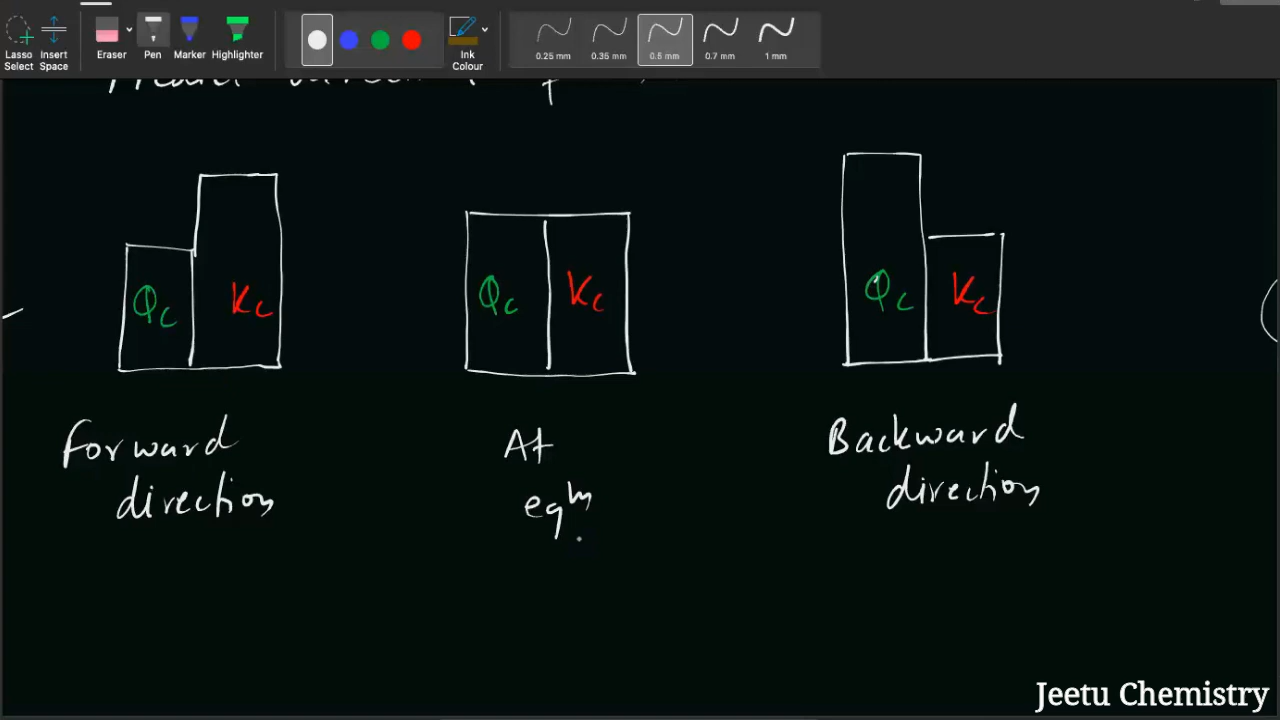 Lasso Select
Insert Space
Eraser
Pen
Marker
Highlighter
Ink Colour
0.25 mm
0.35 mm
0.5 mm
0.7 mm
1 mm
Qc Kc
Qc Kc
Qc Kc
Forward direction
At eqm
Backward direction
Jeetu Chemistry